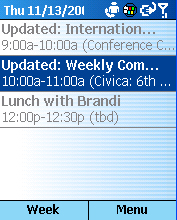 Thu 11/13/200
Updated: Internation...
9:00a-10:00a (Conference C
Updated: Weekly Com...
10:00a-11:00a (Civica: 6th ...
Lunch with Brandi
12:00p-12:30p (tbd)
Week Menu